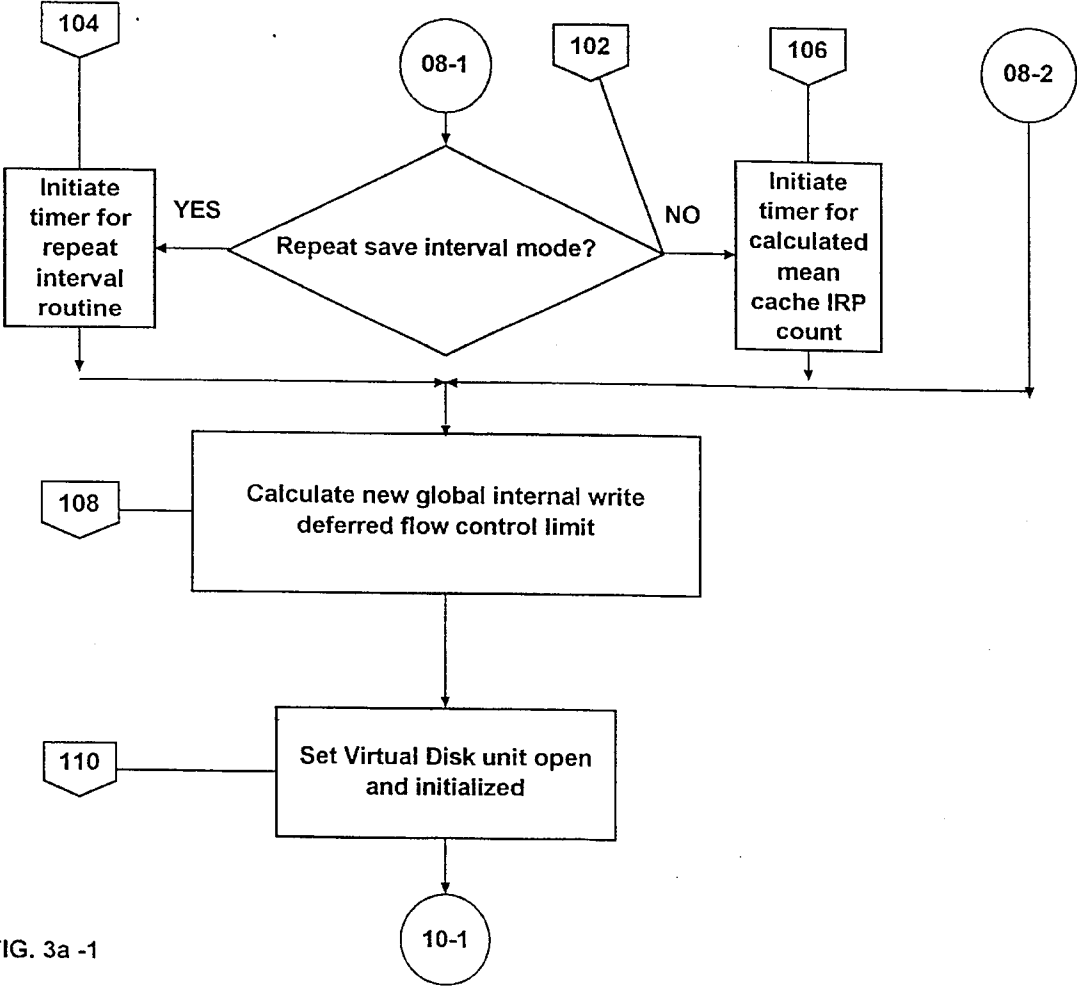 104
08-1
102
106
08-2
Initiate
timer for
repeat
interval
routine
YES
Repeat save interval mode?
NO
Initiate
timer for
calculated
mean
cache IRP
count
108
Calculate new global internal write
deferred flow control limit
110
Set Virtual Disk unit open
and initialized
10-1
IG. 3a -1